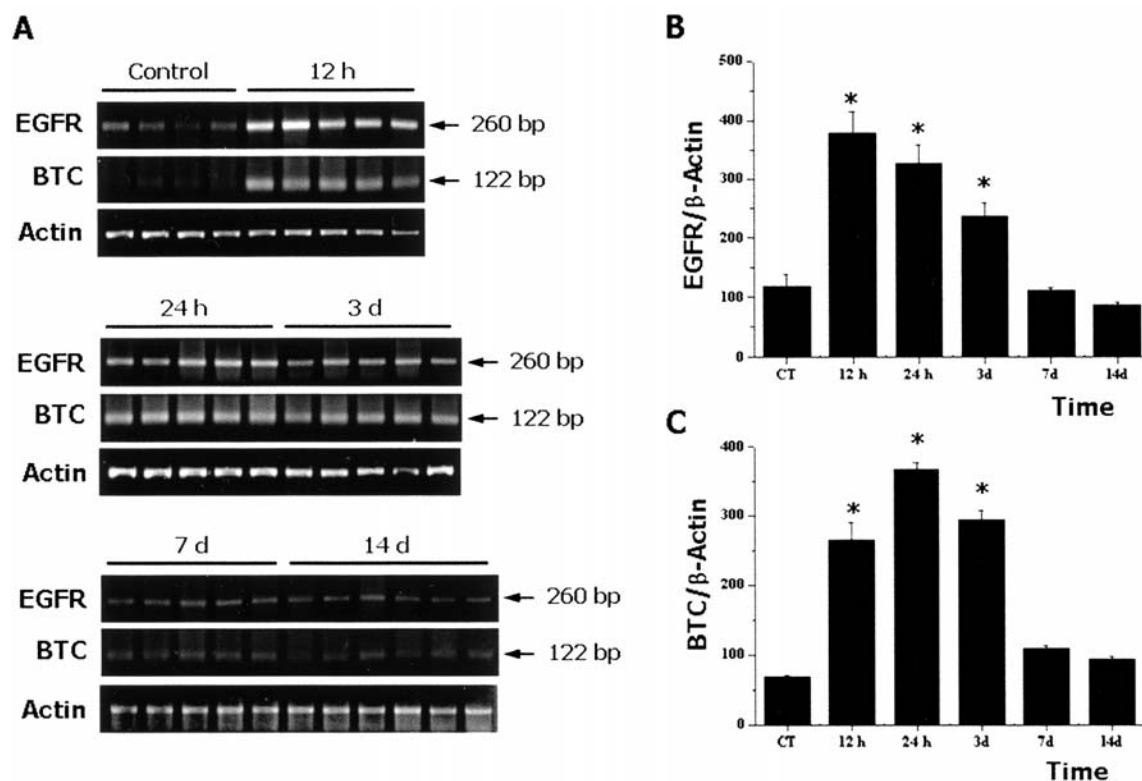 A
Control 12 h
EGFR 260 bp
BTC 122 bp
Actin
24 h 3 d
EGFR 260 bp
BTC 122 bp
Actin
7 d 14 d
EGFR 260 bp
BTC 122 bp
Actin
B
EGFR/β-Actin
500
400
300
200
100
0
* * *
CT 12 h 24 h 3d 7d 14d
Time
C
BTC/β-Actin
400
300
200
100
0
* * *
CT 12 h 24 h 3d 7d 14d
Time